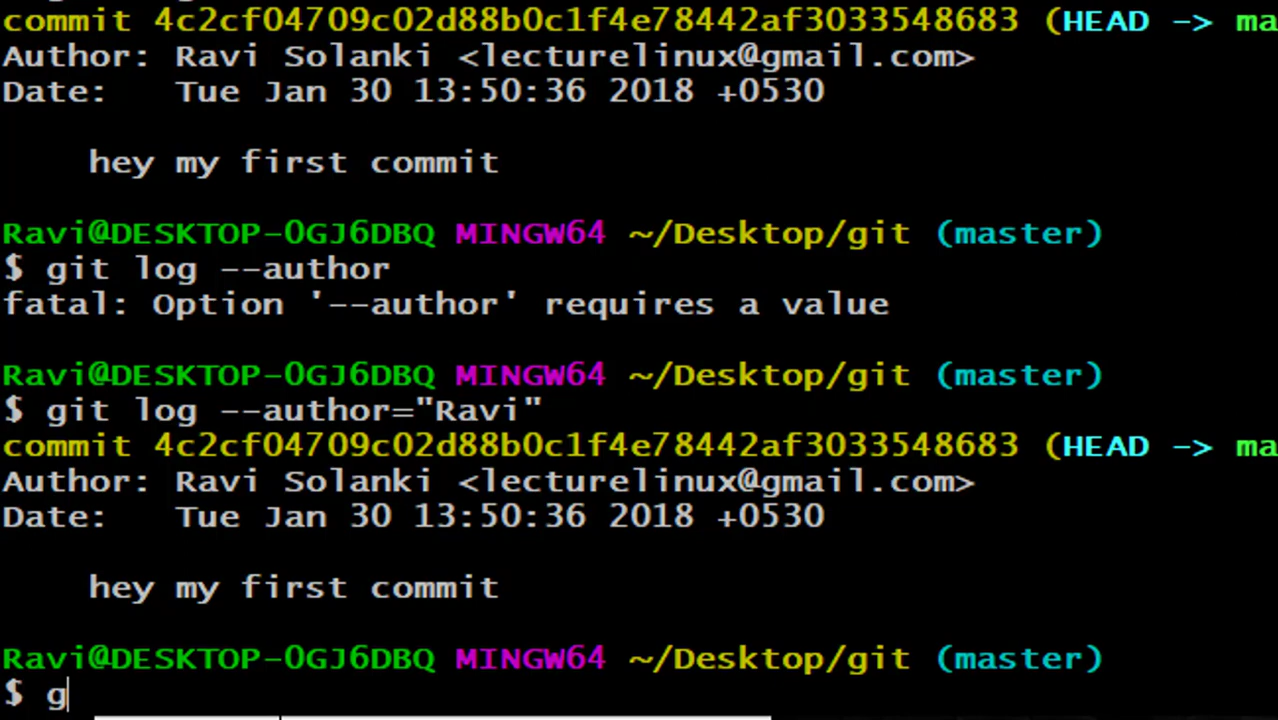 commit 4c2cf04709c02d88b0c1f4e78442af3033548683 (HEAD -> ma
Author: Ravi Solanki <lecturelinux@gmail.com>
Date:   Tue Jan 30 13:50:36 2018 +0530
    hey my first commit
Ravi@DESKTOP-0GJ6DBQ MINGW64 ~/Desktop/git (master)
$ git log --author
fatal: Option '--author' requires a value
Ravi@DESKTOP-0GJ6DBQ MINGW64 ~/Desktop/git (master)
$ git log --author="Ravi"
commit 4c2cf04709c02d88b0c1f4e78442af3033548683 (HEAD -> ma
Author: Ravi Solanki <lecturelinux@gmail.com>
Date:   Tue Jan 30 13:50:36 2018 +0530
    hey my first commit
Ravi@DESKTOP-0GJ6DBQ MINGW64 ~/Desktop/git (master)
$ g